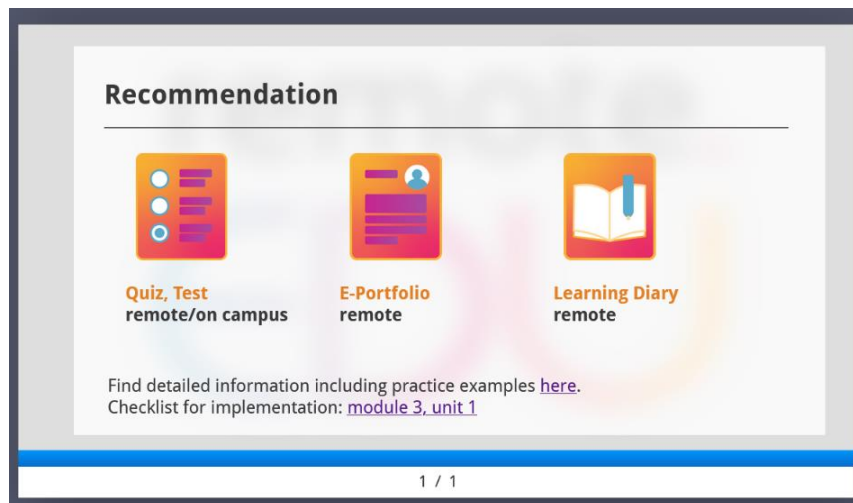 Recommendation
Quiz, Test
remote/on campus
E-Portfolio
remote
Learning Diary
remote
Find detailed information including practice examples here.
Checklist for implementation: module 3, unit 1
1 / 1